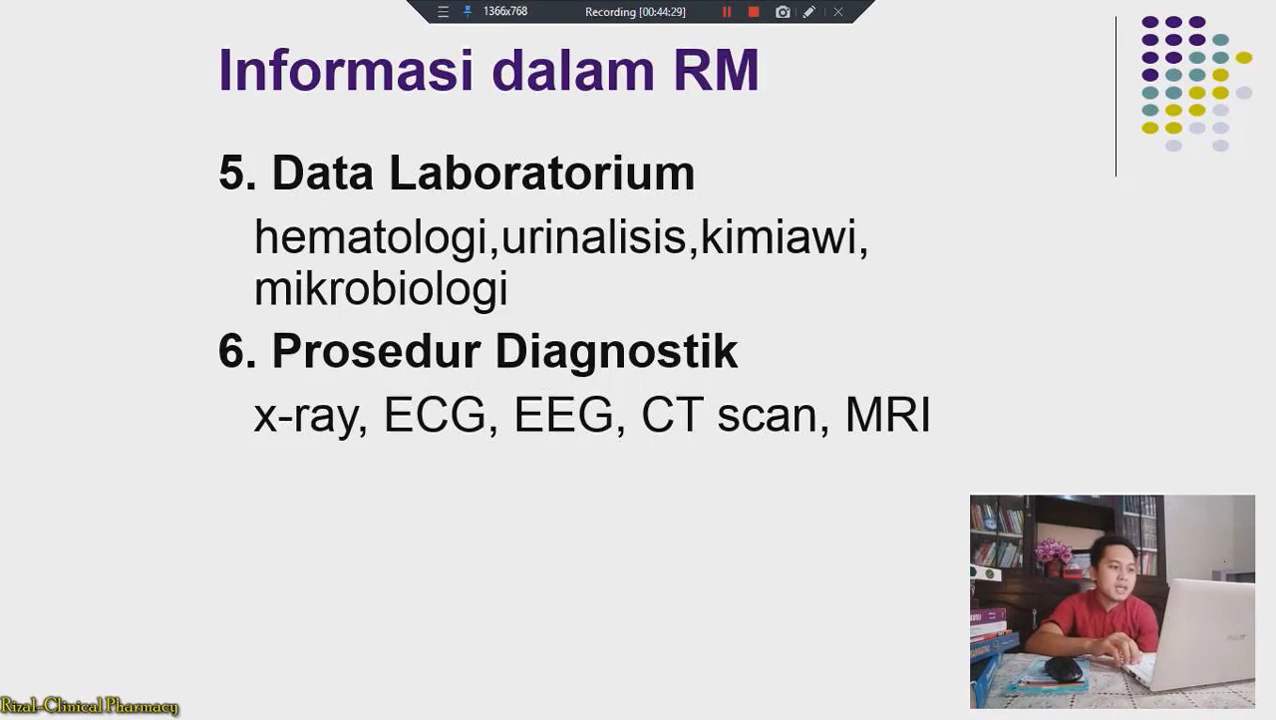 1366x768
Recording [00:44:29]
Informasi dalam RM
5. Data Laboratorium
hematologi,urinalisis,kimiawi,
mikrobiologi
6. Prosedur Diagnostik
x-ray, ECG, EEG, CT scan, MRI
Rizal-Clinical Pharmacy